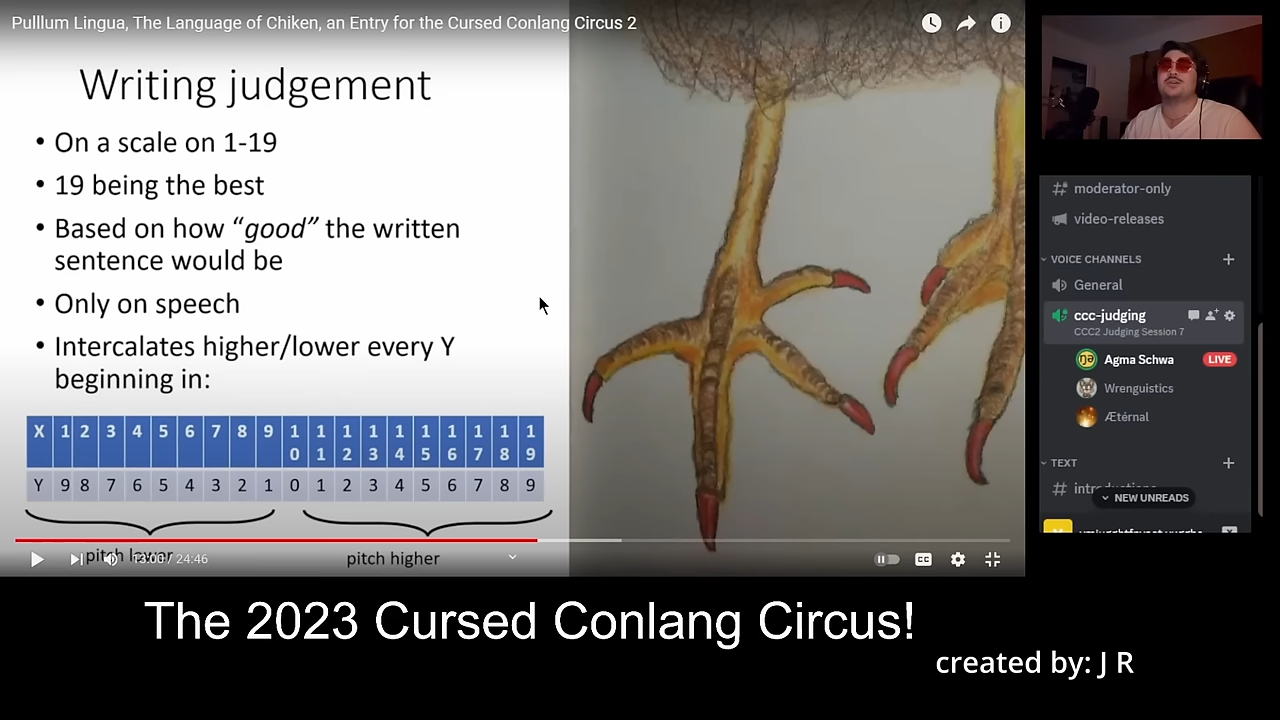 Pulllum Lingua, The Language of Chiken, an Entry for the Cursed Conlang Circus 2
Writing judgement
• On a scale on 1-19
• 19 being the best
• Based on how “good” the written
sentence would be
• Only on speech
• Intercalates higher/lower every Y
beginning in:
X 1 2 3 4 5 6 7 8 9 10 11 12 13 14 15 16 17 18 19
Y 9 8 7 6 5 4 3 2 1 0 1 2 3 4 5 6 7 8 9
pitch lower
pitch higher
/ 24:46
CC
moderator-only
video-releases
VOICE CHANNELS
General
ccc-judging
CCC2 Judging Session 7
Agma Schwa LIVE
Wrenguistics
Ætérnal
TEXT
NEW UNREADS
The 2023 Cursed Conlang Circus!
created by: J R